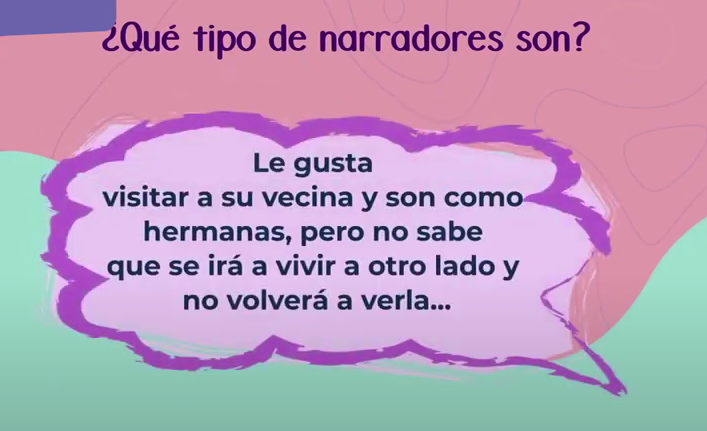 ¿Qué tipo de narradores son?
Le gusta
visitar a su vecina y son como
hermanas, pero no sabe
que se irá a vivir a otro lado y
no volverá a verla...